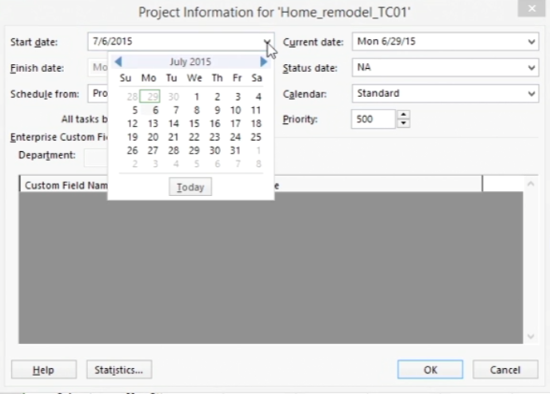 Project Information for 'Home_remodel_TC01'
Start date: 7/6/2015 Current date: Mon 6/29/15
Finish date: Mo Status date: NA
Schedule from: Pro Calendar: Standard
All tasks b Priority: 500
Enterprise Custom Fie
Department:
July 2015
Su Mo Tu We Th Fr Sa
28 29 30 1 2 3 4
5 6 7 8 9 10 11
12 13 14 15 16 17 18
19 20 21 22 23 24 25
26 27 28 29 30 31 1
2 3 4 5 6 7 8
Today
Custom Field Nam e
Help Statistics... OK Cancel